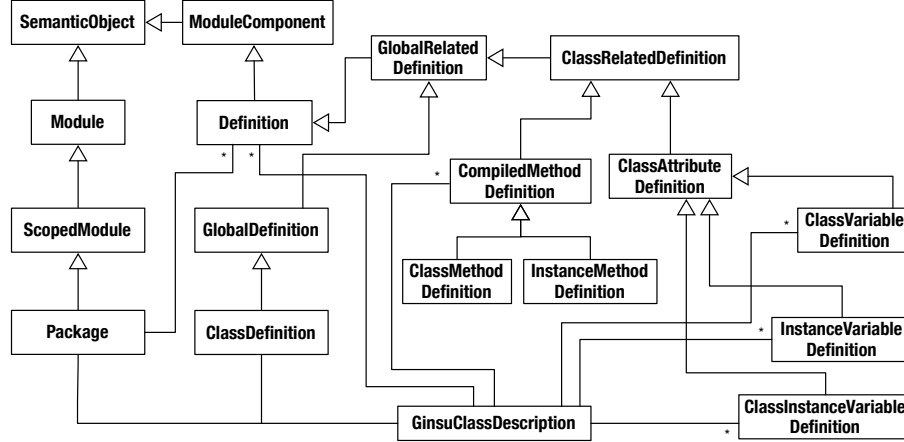 SemanticObject
ModuleComponent
GlobalRelated
Definition
ClassRelatedDefinition
Module
Definition
*
*
*
CompiledMethod
Definition
ClassAttribute
Definition
ScopedModule
GlobalDefinition
*
ClassVariable
Definition
ClassMethod
Definition
InstanceMethod
Definition
Package
ClassDefinition
*
InstanceVariable
Definition
GinsuClassDescription
*
ClassInstanceVariable
Definition